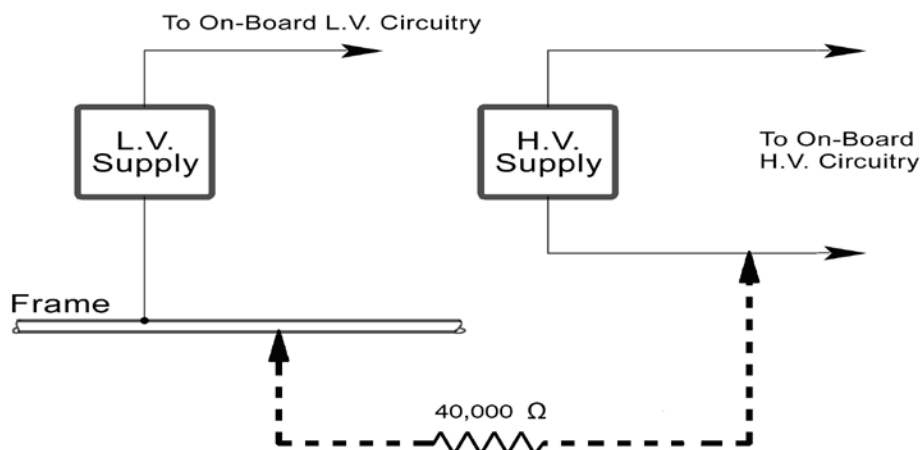 To On-Board L.V. Circuitry
L.V.
Supply
H.V.
Supply
To On-Board
H.V. Circuitry
Frame
40,000 Ω